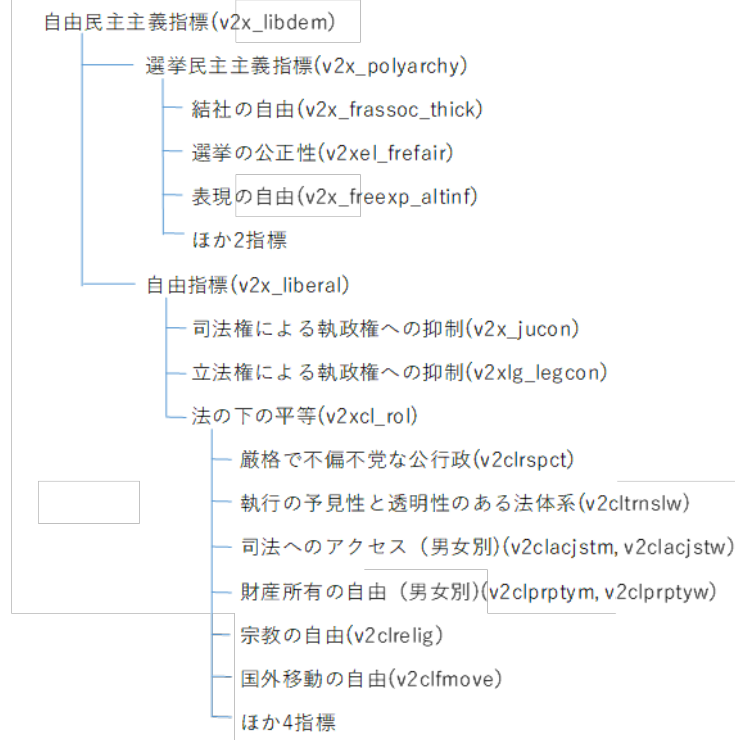 自由民主主義指標(v2x_libdem)
選挙民主主義指標(v2x_polyarchy)
結社の自由(v2x_frassoc_thick)
選挙の公正性(v2xel_frefair)
表現の自由(v2x_freexp_altinf)
ほか2指標
自由指標(v2x_liberal)
司法権による執政権への抑制(v2x_jucon)
立法権による執政権への抑制(v2xlg_legcon)
法の下の平等(v2xcl_rol)
厳格で不偏不党な公行政(v2clrspct)
執行の予見性と透明性のある法体系(v2cltrnslw)
司法へのアクセス（男女別)(v2clacjstm, v2clacjstw)
財産所有の自由（男女別)(v2clprptym, v2clprptyw)
宗教の自由(v2clrelig)
国外移動の自由(v2clfmove)
ほか4指標